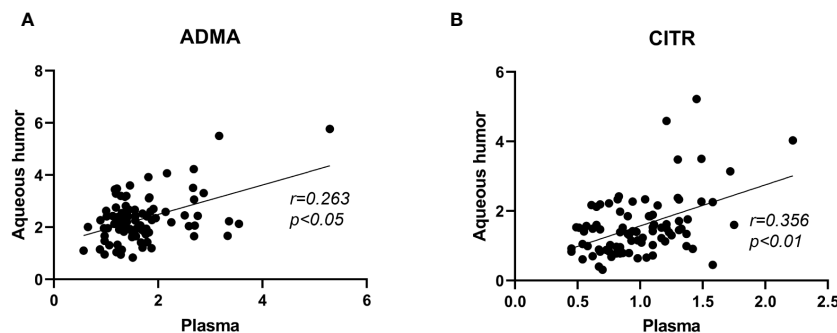 A
ADMA
Aqueous humor
8
6
4
2
0
0
2
4
6
r=0.263
p<0.05
Plasma
B
CITR
Aqueous humor
6
4
2
0
0.0
0.5
1.0
1.5
2.0
2.5
r=0.356
p<0.01
Plasma